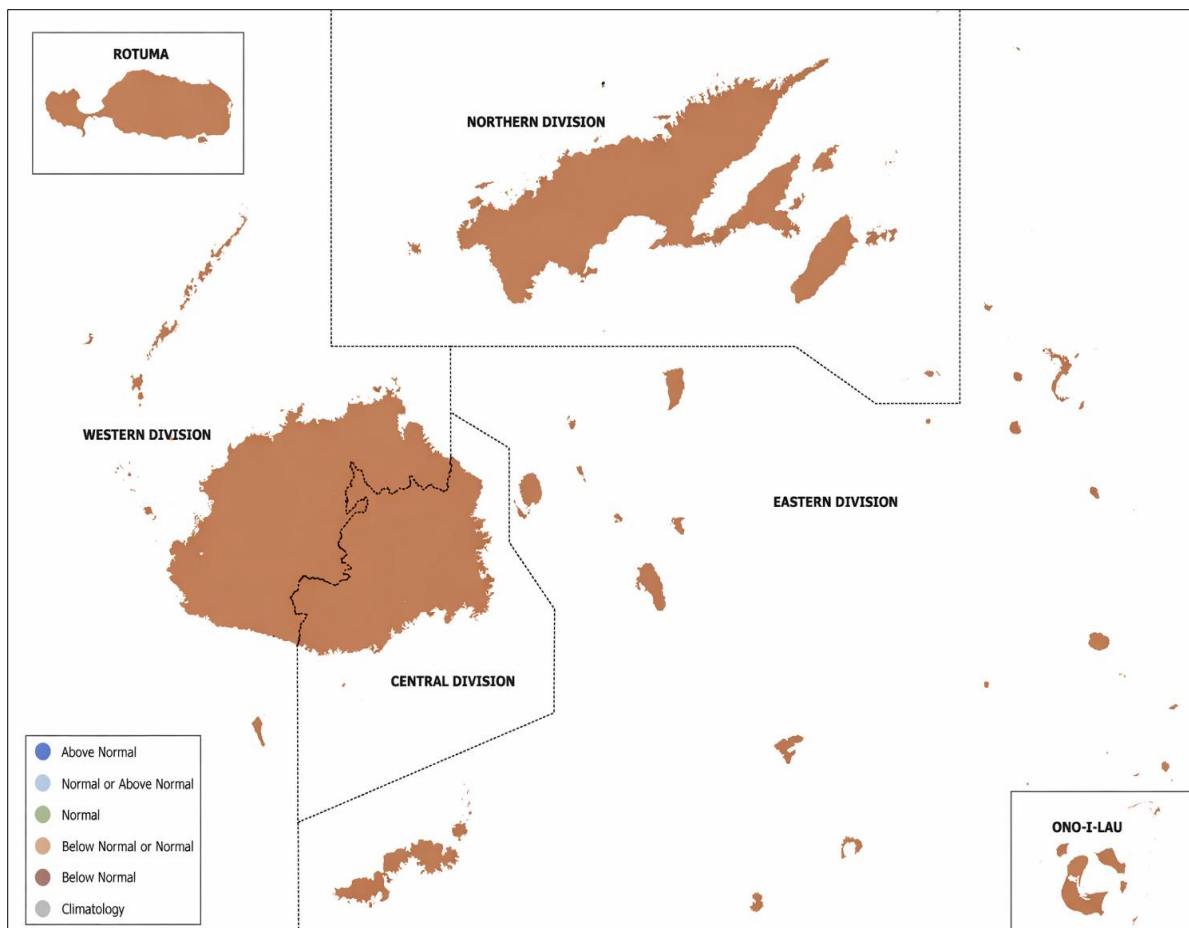 ROTUMA
NORTHERN DIVISION
WESTERN DIVISION
EASTERN DIVISION
CENTRAL DIVISION
Above Normal
Normal or Above Normal
Normal
Below Normal or Normal
Below Normal
Climatology
ONO-I-LAU